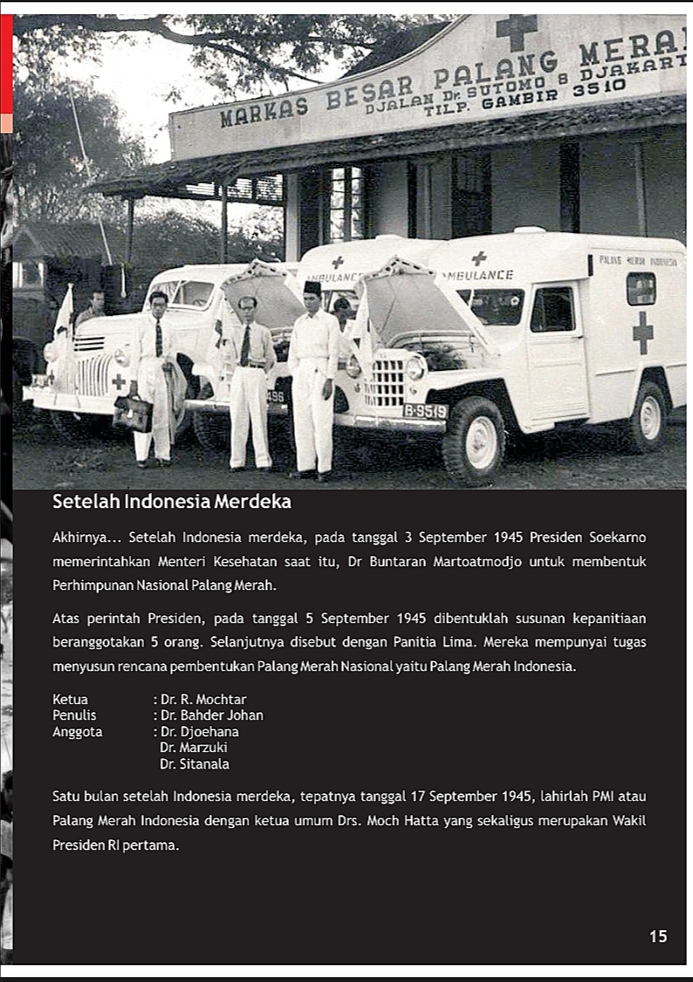 MARKAS BESAR PALANG MERA
DJALAN Dr. SUTOMO 8 DJAKART
TILP. GAMBIR 3510
AMBULANCE
AMBULANCE
PALANG MERAH INDONESIA
496
B-9519
Setelah Indonesia Merdeka
Akhirnya... Setelah Indonesia merdeka, pada tanggal 3 September 1945 Presiden Soekarno
memerintahkan Menteri Kesehatan saat itu, Dr Buntaran Martoatmodjo untuk membentuk
Perhimpunan Nasional Palang Merah.
Atas perintah Presiden, pada tanggal 5 September 1945 dibentuklah susunan kepanitiaan
beranggotakan 5 orang. Selanjutnya disebut dengan Panitia Lima. Mereka mempunyai tugas
menyusun rencana pembentukan Palang Merah Nasional yaitu Palang Merah Indonesia.
Ketua : Dr. R. Mochtar
Penulis : Dr. Bahder Johan
Anggota : Dr. Djoehana
Dr. Marzuki
Dr. Sitanala
Satu bulan setelah Indonesia merdeka, tepatnya tanggal 17 September 1945, lahirlah PMI atau
Palang Merah Indonesia dengan ketua umum Drs. Moch Hatta yang sekaligus merupakan Wakil
Presiden RI pertama.
15